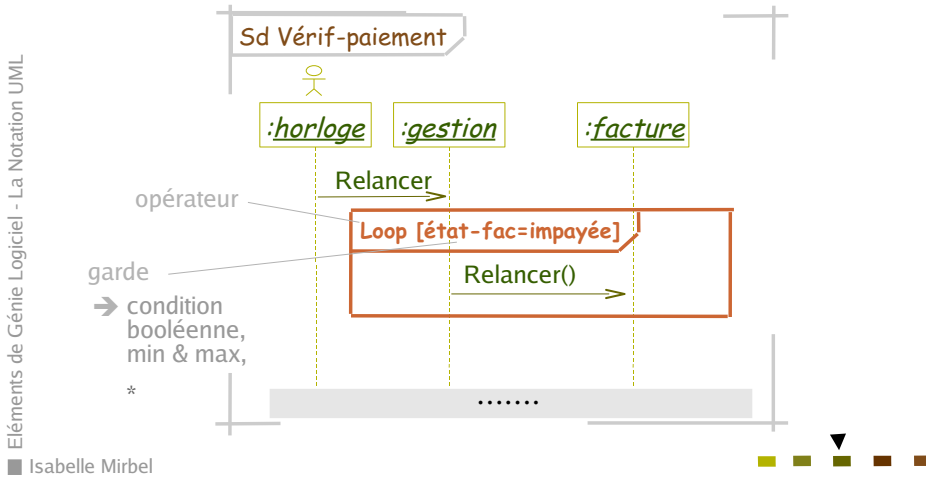 Sd Vérif-paiement
:horloge
:gestion
:facture
Relancer
opérateur
Loop [état-fac=impayée]
garde
Relancer()
➔ condition
booléenne,
min & max,
*
.......
Eléments de Génie Logiciel - La Notation UML
Isabelle Mirbel